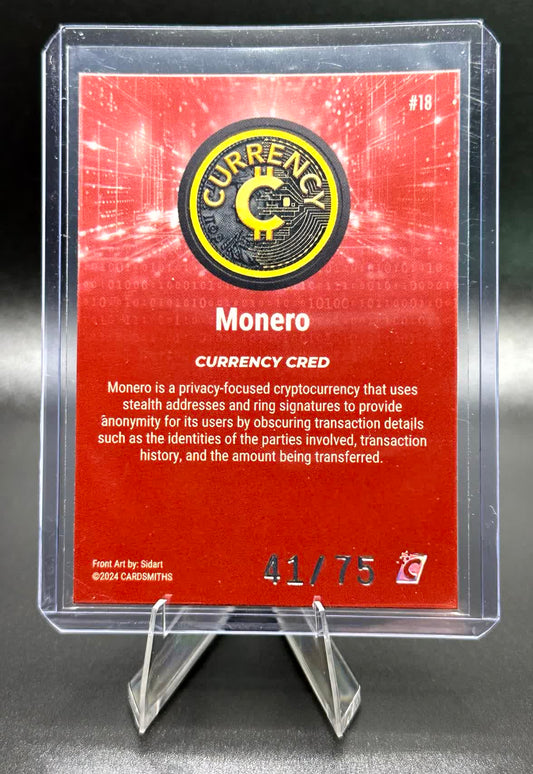 #18
CURRENCY
Monero
CURRENCY CRED
Monero is a privacy-focused cryptocurrency that uses
stealth addresses and ring signatures to provide
anonymity for its users by obscuring transaction details
such as the identities of the parties involved, transaction
history, and the amount being transferred.
Front Art by: Sidart
©2024 CARDSMITHS
41/75